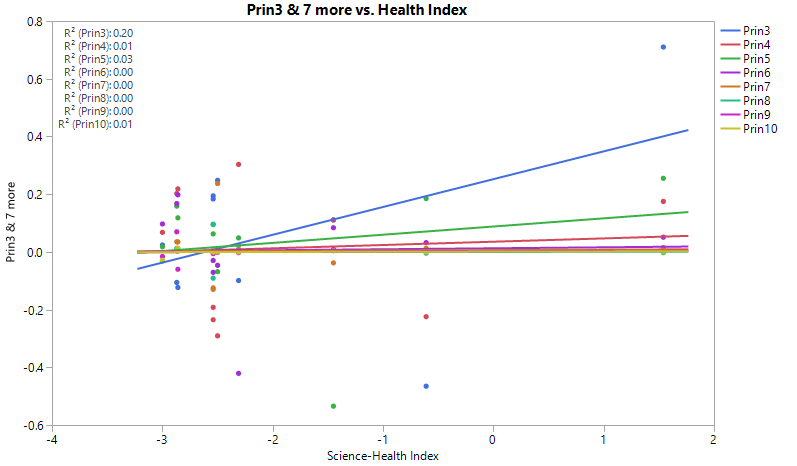 Prin3 & 7 more vs. Health Index
R² (Prin3): 0.20
R² (Prin4): 0.01
R² (Prin5): 0.03
R² (Prin6): 0.00
R² (Prin7): 0.00
R² (Prin8): 0.00
R² (Prin9): 0.00
R² (Prin10): 0.01
Prin3
Prin4
Prin5
Prin6
Prin7
Prin8
Prin9
Prin10
Prin3 & 7 more
0.8
0.6
0.4
0.2
0.0
-0.2
-0.4
-0.6
-4
-3
-2
-1
0
1
2
Science-Health Index